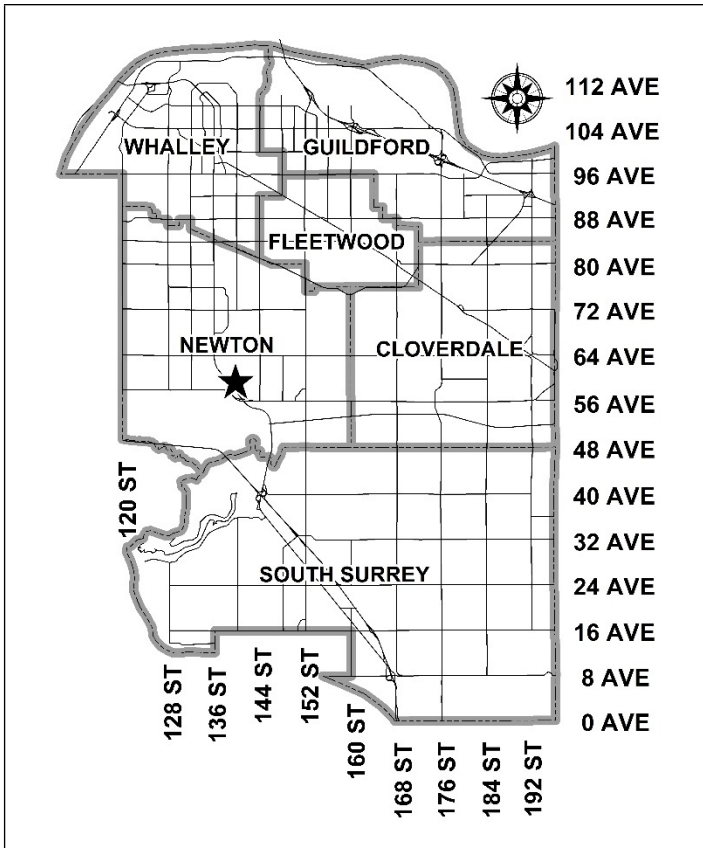 112 AVE
104 AVE
WHALLEY
GUILDFORD
96 AVE
88 AVE
FLEETWOOD
80 AVE
72 AVE
NEWTON
CLOVERDALE
64 AVE
56 AVE
48 AVE
120 ST
40 AVE
32 AVE
SOUTH SURREY
24 AVE
16 AVE
8 AVE
0 AVE
128 ST
136 ST
144 ST
152 ST
160 ST
168 ST
176 ST
184 ST
192 ST